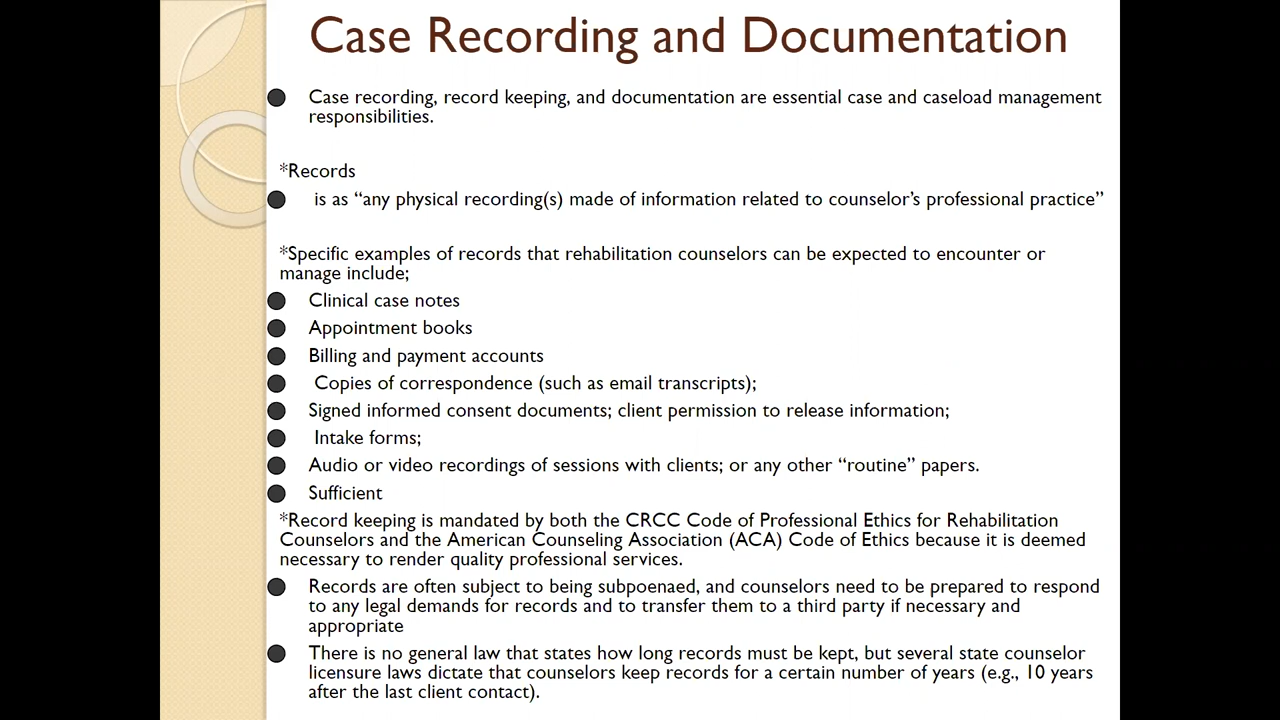 Case Recording and Documentation
Case recording, record keeping, and documentation are essential case and caseload management
responsibilities.
*Records
is as “any physical recording(s) made of information related to counselor’s professional practice”
*Specific examples of records that rehabilitation counselors can be expected to encounter or
manage include;
Clinical case notes
Appointment books
Billing and payment accounts
Copies of correspondence (such as email transcripts);
Signed informed consent documents; client permission to release information;
Intake forms;
Audio or video recordings of sessions with clients; or any other “routine” papers.
Sufficient
*Record keeping is mandated by both the CRCC Code of Professional Ethics for Rehabilitation
Counselors and the American Counseling Association (ACA) Code of Ethics because it is deemed
necessary to render quality professional services.
Records are often subject to being subpoenaed, and counselors need to be prepared to respond
to any legal demands for records and to transfer them to a third party if necessary and
appropriate
There is no general law that states how long records must be kept, but several state counselor
licensure laws dictate that counselors keep records for a certain number of years (e.g., 10 years
after the last client contact).